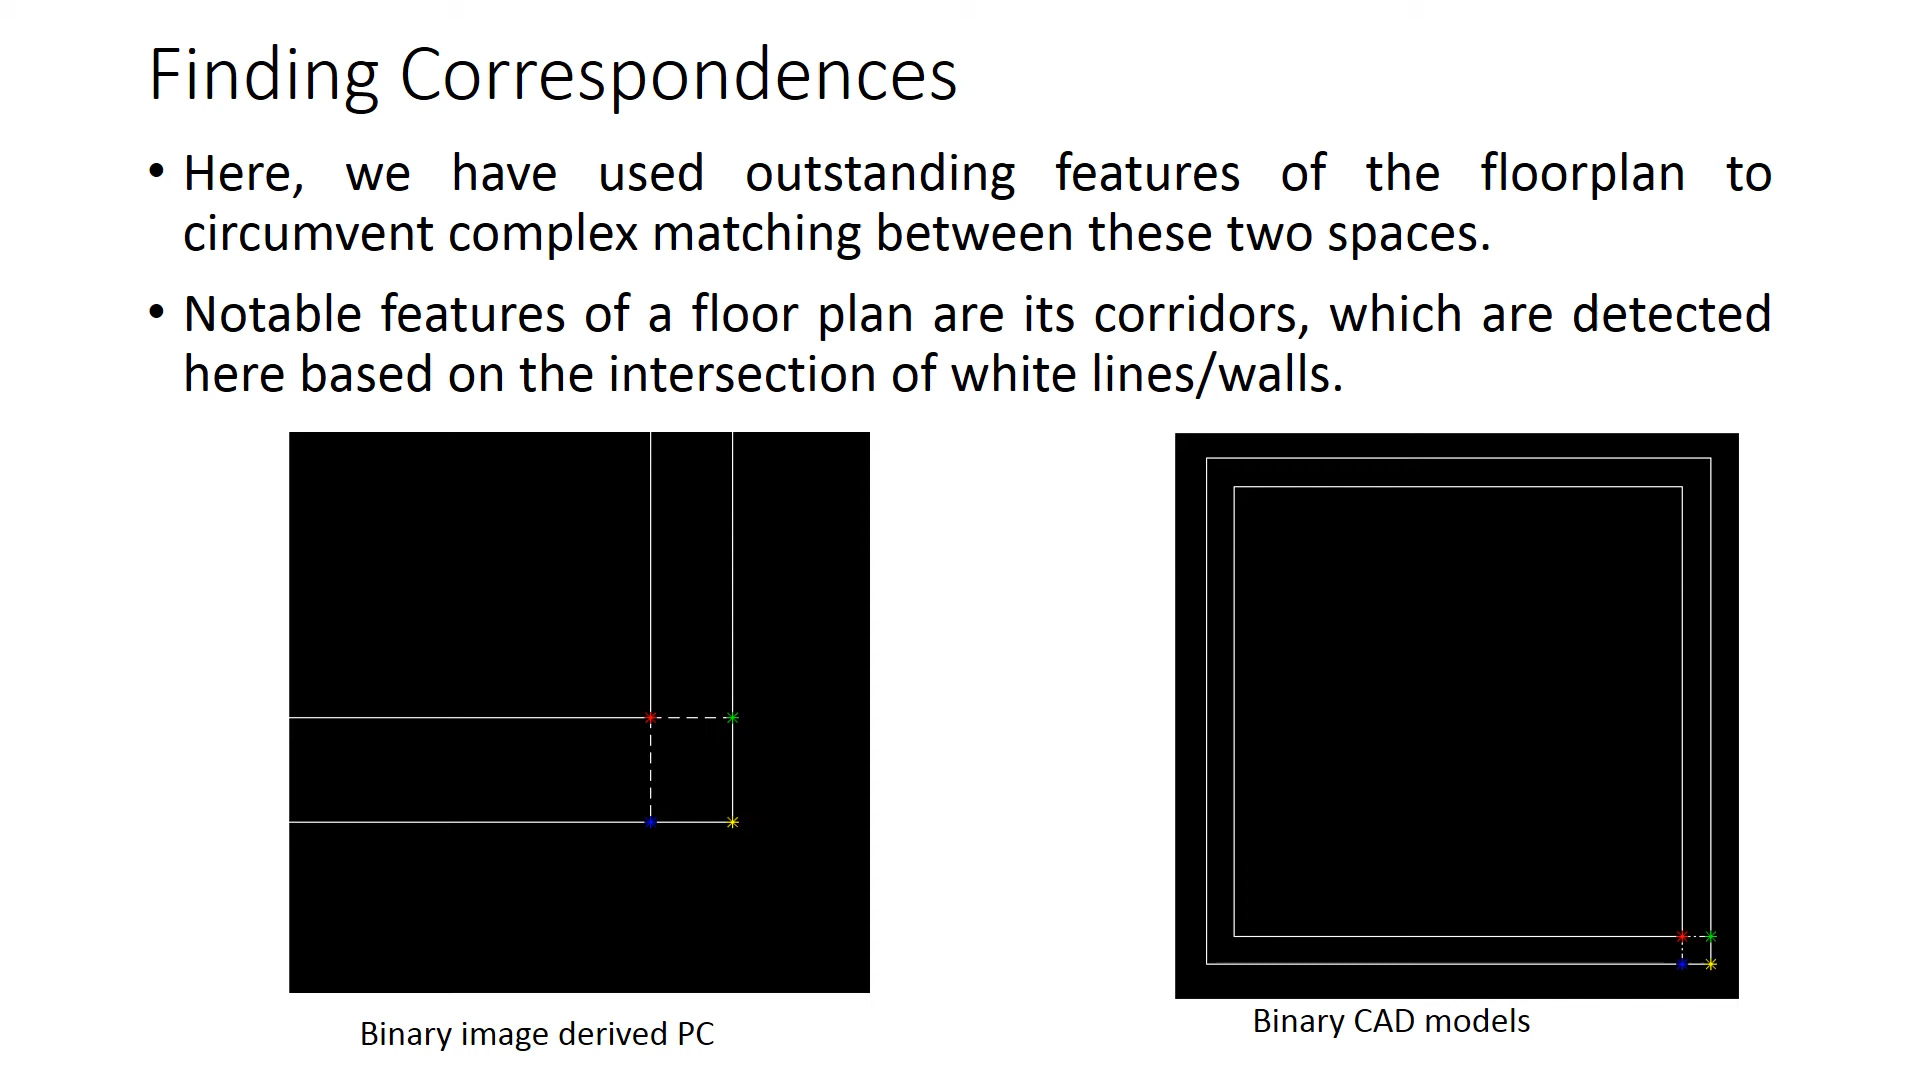 Finding Correspondences
• Here, we have used outstanding features of the floorplan to
circumvent complex matching between these two spaces.
• Notable features of a floor plan are its corridors, which are detected
here based on the intersection of white lines/walls.
Binary image derived PC
Binary CAD models